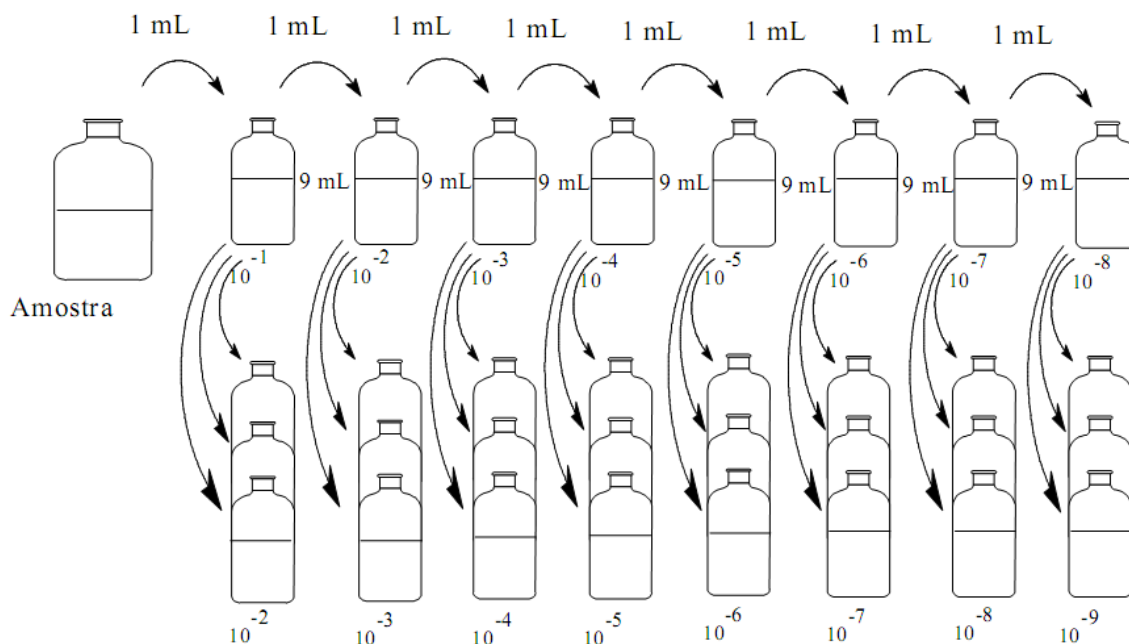 1 mL 1 mL 1 mL 1 mL 1 mL 1 mL 1 mL 1 mL
9 mL 9 mL 9 mL 9 mL 9 mL 9 mL 9 mL
10⁻¹ 10⁻² 10⁻³ 10⁻⁴ 10⁻⁵ 10⁻⁶ 10⁻⁷ 10⁻⁸
Amostra
10⁻² 10⁻³ 10⁻⁴ 10⁻⁵ 10⁻⁶ 10⁻⁷ 10⁻⁸ 10⁻⁹